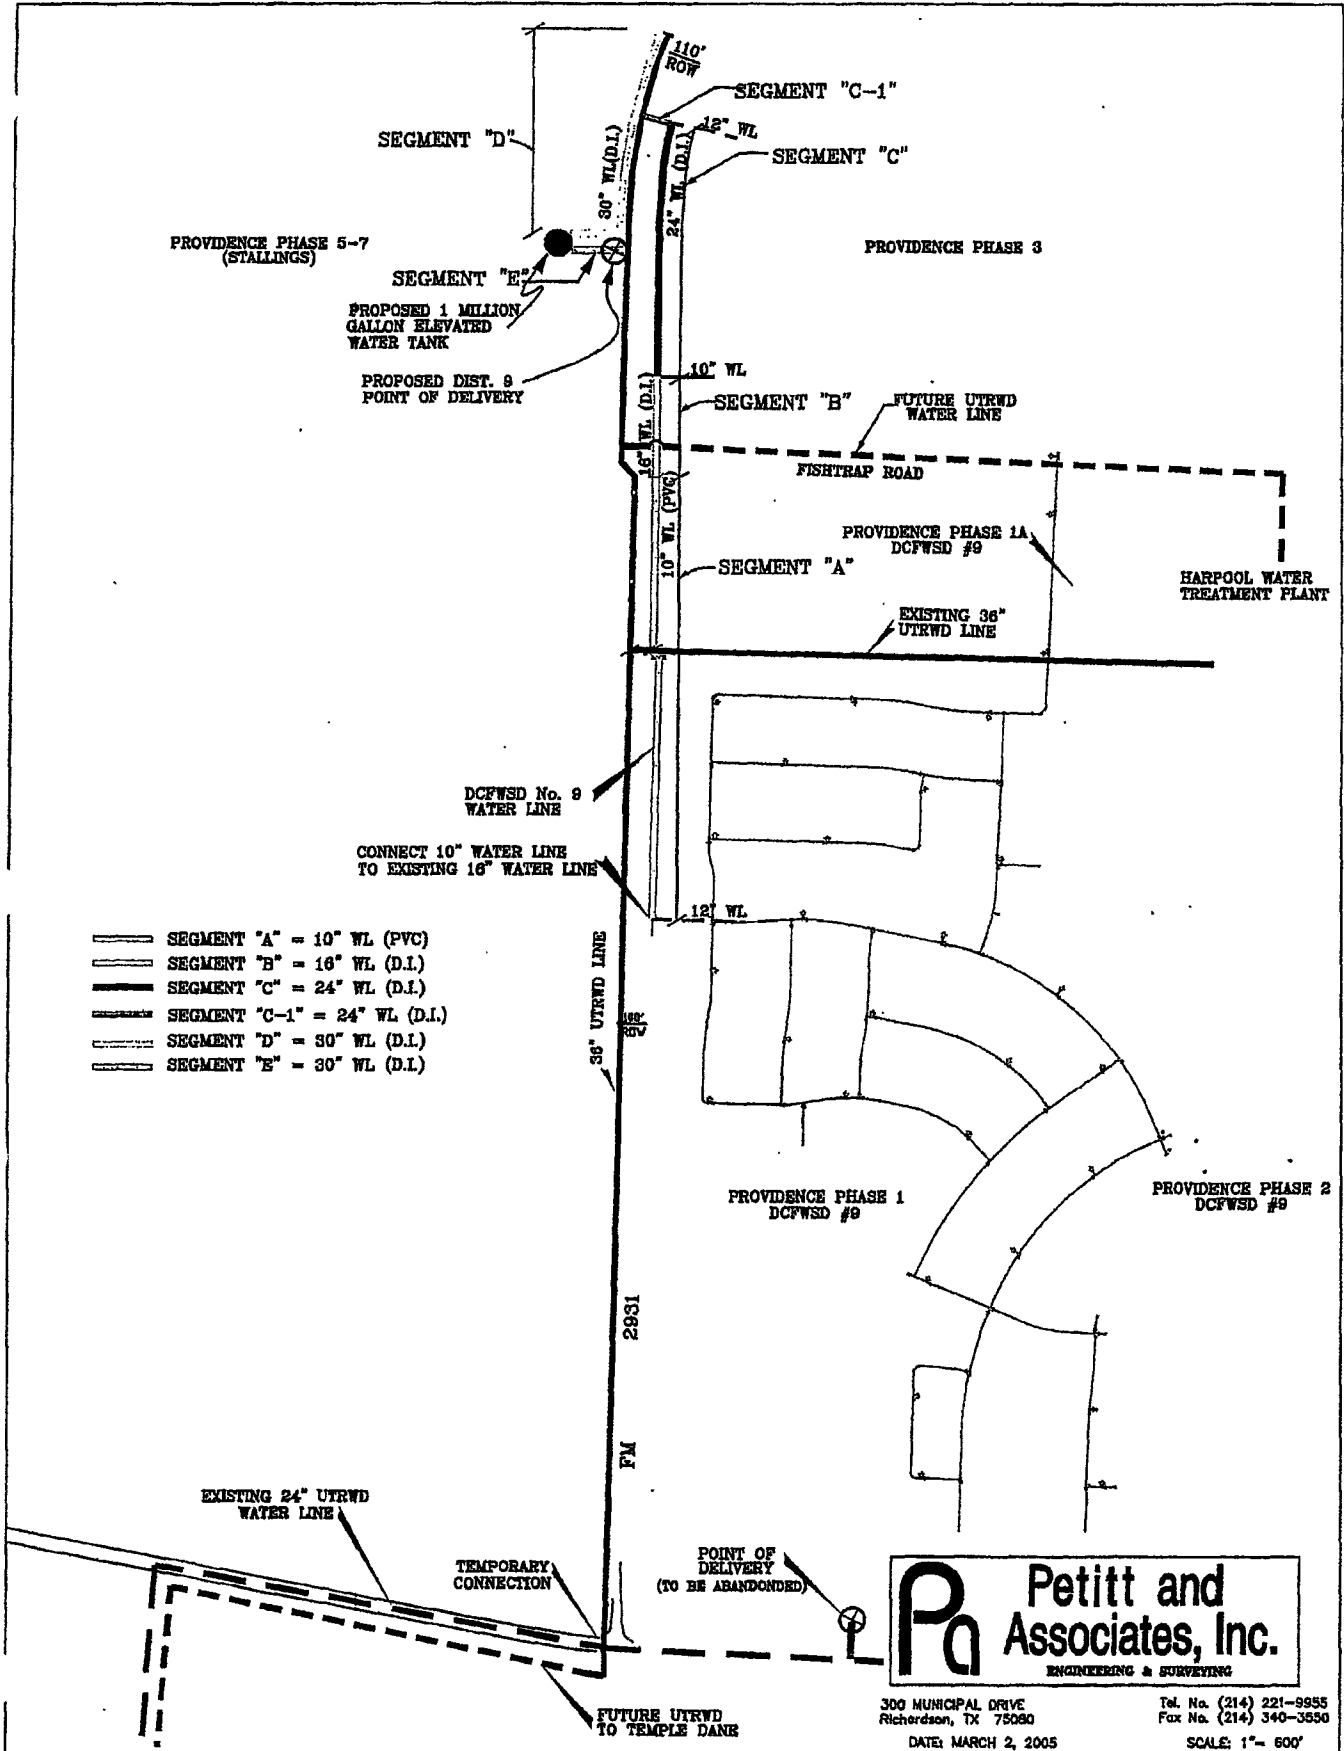 110'
ROW
SEGMENT "C-1"
12" WL
SEGMENT "D"
30" WL(D.I.)
24" WL (D.I.)
SEGMENT "C"
PROVIDENCE PHASE 5-7
(STALLINGS)
PROVIDENCE PHASE 3
SEGMENT "E"
PROPOSED 1 MILLION
GALLON ELEVATED
WATER TANK
PROPOSED DIST. 9
POINT OF DELIVERY
10" WL
16" WL (D.I.)
SEGMENT "B"
FUTURE UTRWD
WATER LINE
FISHTRAP ROAD
10" WL (PVC)
PROVIDENCE PHASE 1A
DCFWSD #9
SEGMENT "A"
HARPOOL WATER
TREATMENT PLANT
EXISTING 36"
UTRWD LINE
DCFWSD No. 9
WATER LINE
CONNECT 10" WATER LINE
TO EXISTING 16" WATER LINE
12" WL
SEGMENT "A" = 10" WL (PVC)
SEGMENT "B" = 16" WL (D.I.)
SEGMENT "C" = 24" WL (D.I.)
SEGMENT "C-1" = 24" WL (D.I.)
SEGMENT "D" = 30" WL (D.I.)
SEGMENT "E" = 30" WL (D.I.)
36" UTRWD LINE
ROW
PROVIDENCE PHASE 1
DCFWSD #9
PROVIDENCE PHASE 2
DCFWSD #9
FM 2931
EXISTING 24" UTRWD
WATER LINE
TEMPORARY
CONNECTION
POINT OF
DELIVERY
(TO BE ABANDONDED)
FUTURE UTRWD
TO TEMPLE DANE
Pa
Petitt and
Associates, Inc.
ENGINEERING & SURVEYING
300 MUNICIPAL DRIVE
Richardson, TX 75080
Tel. No. (214) 221-9955
Fax No. (214) 340-3550
DATE: MARCH 2, 2005
SCALE: 1"= 600'